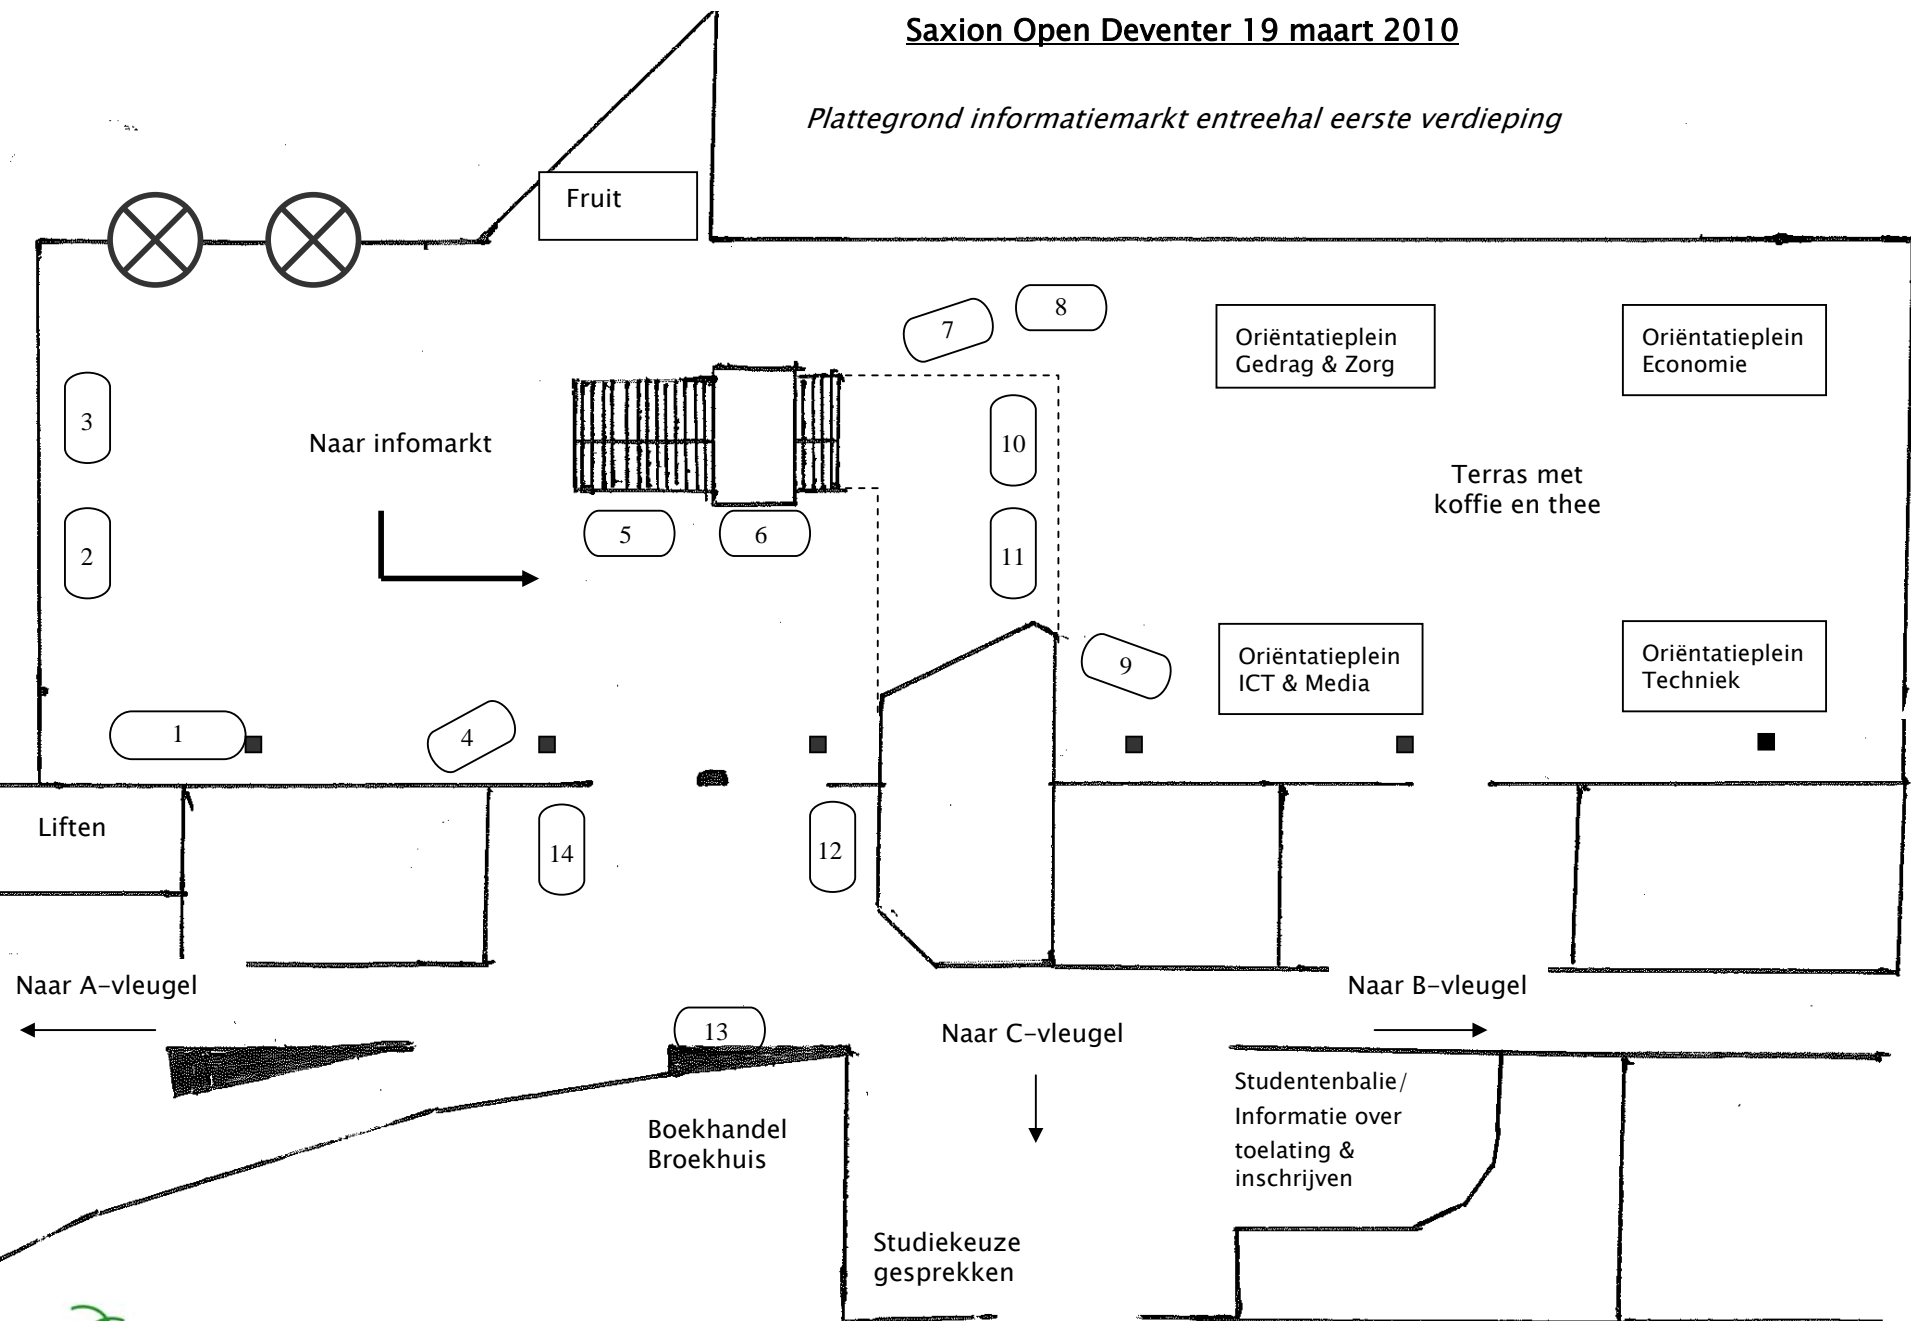 Saxion Open Deventer 19 maart 2010
Plattegrond informatiemarkt entreehal eerste verdieping
Fruit
7
8
Oriëntatieplein
Gedrag & Zorg
Oriëntatieplein
Economie
3
Naar infomarkt
10
Terras met
koffie en thee
2
5
6
11
9
Oriëntatieplein
ICT & Media
Oriëntatieplein
Techniek
1
4
Liften
14
12
Naar A-vleugel
Naar B-vleugel
13
Naar C-vleugel
Studentenbalie/
Informatie over
toelating &
inschrijven
Boekhandel
Broekhuis
Studiekeuze
gesprekken